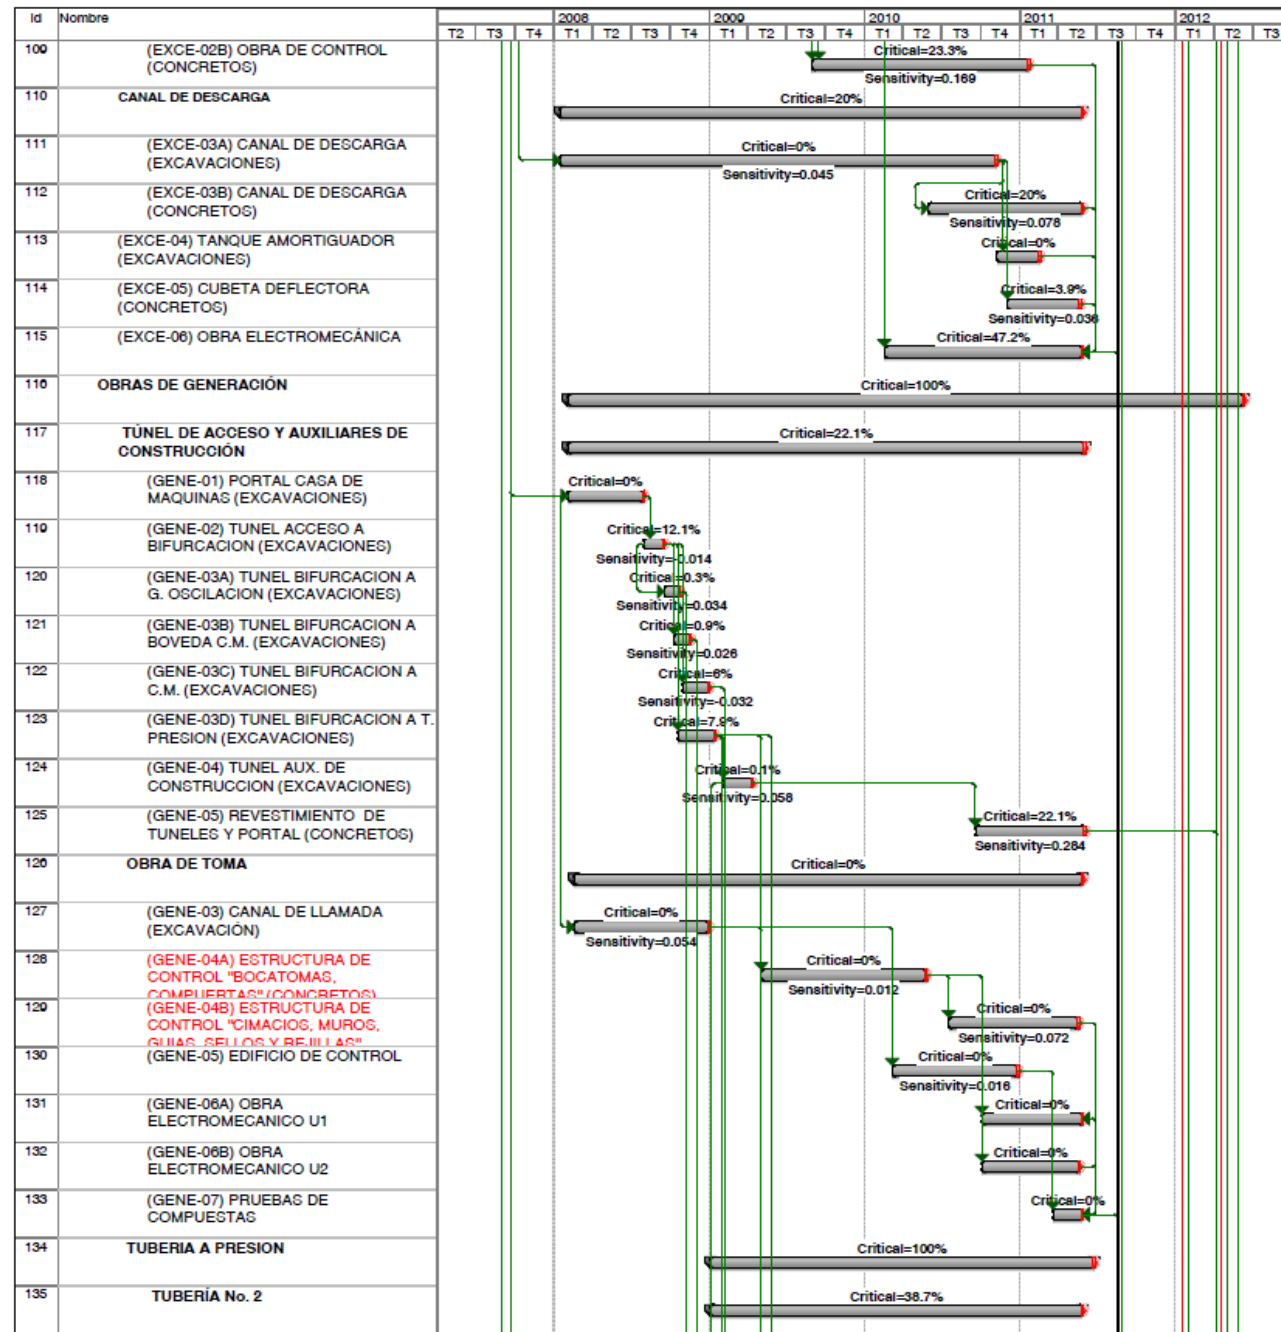 Id Nombre 2008 2009 2010 2011 2012
T2 T3 T4 T1 T2 T3 T4 T1 T2 T3 T4 T1 T2 T3 T4 T1 T2 T3 T4 T1 T2 T3
109 (EXCE-02B) OBRA DE CONTROL
(CONCRETOS)
Critical=23.3%
Sensitivity=0.169
110 CANAL DE DESCARGA
Critical=20%
111 (EXCE-03A) CANAL DE DESCARGA
(EXCAVACIONES)
Critical=0%
Sensitivity=0.045
112 (EXCE-03B) CANAL DE DESCARGA
(CONCRETOS)
Critical=20%
Sensitivity=0.078
113 (EXCE-04) TANQUE AMORTIGUADOR
(EXCAVACIONES)
Critical=0%
114 (EXCE-05) CUBETA DEFLECTORA
(CONCRETOS)
Critical=3.9%
Sensitivity=0.036
115 (EXCE-06) OBRA ELECTROMECÁNICA
Critical=47.2%
116 OBRAS DE GENERACIÓN
Critical=100%
117 TÚNEL DE ACCESO Y AUXILIARES DE
CONSTRUCCIÓN
Critical=22.1%
118 (GENE-01) PORTAL CASA DE
MAQUINAS (EXCAVACIONES)
Critical=0%
119 (GENE-02) TUNEL ACCESO A
BIFURCACION (EXCAVACIONES)
Critical=12.1%
Sensitivity=-0.014
120 (GENE-03A) TUNEL BIFURCACION A
G. OSCILACION (EXCAVACIONES)
Critical=0.3%
Sensitivity=0.034
121 (GENE-03B) TUNEL BIFURCACION A
BOVEDA C.M. (EXCAVACIONES)
Critical=0.9%
Sensitivity=0.026
122 (GENE-03C) TUNEL BIFURCACION A
C.M. (EXCAVACIONES)
Critical=6%
Sensitivity=-0.032
123 (GENE-03D) TUNEL BIFURCACION A T.
PRESION (EXCAVACIONES)
Critical=7.9%
124 (GENE-04) TUNEL AUX. DE
CONSTRUCCION (EXCAVACIONES)
Critical=0.1%
Sensitivity=0.058
125 (GENE-05) REVESTIMIENTO DE
TUNELES Y PORTAL (CONCRETOS)
Critical=22.1%
Sensitivity=0.284
126 OBRA DE TOMA
Critical=0%
127 (GENE-03) CANAL DE LLAMADA
(EXCAVACIÓN)
Critical=0%
Sensitivity=0.054
128 (GENE-04A) ESTRUCTURA DE
CONTROL "BOCATOMAS,
COMPUERTAS" (CONCRETOS)
Critical=0%
Sensitivity=0.012
129 (GENE-04B) ESTRUCTURA DE
CONTROL "CIMACIOS, MUROS,
GUIAS, SELLOS Y REJILLAS"
Critical=0%
Sensitivity=0.072
130 (GENE-05) EDIFICIO DE CONTROL
Critical=0%
Sensitivity=0.016
131 (GENE-06A) OBRA
ELECTROMECANICO U1
Critical=0%
132 (GENE-06B) OBRA
ELECTROMECANICO U2
Critical=0%
133 (GENE-07) PRUEBAS DE
COMPUESTAS
Critical=0%
134 TUBERIA A PRESION
Critical=100%
135 TUBERÍA No. 2
Critical=38.7%